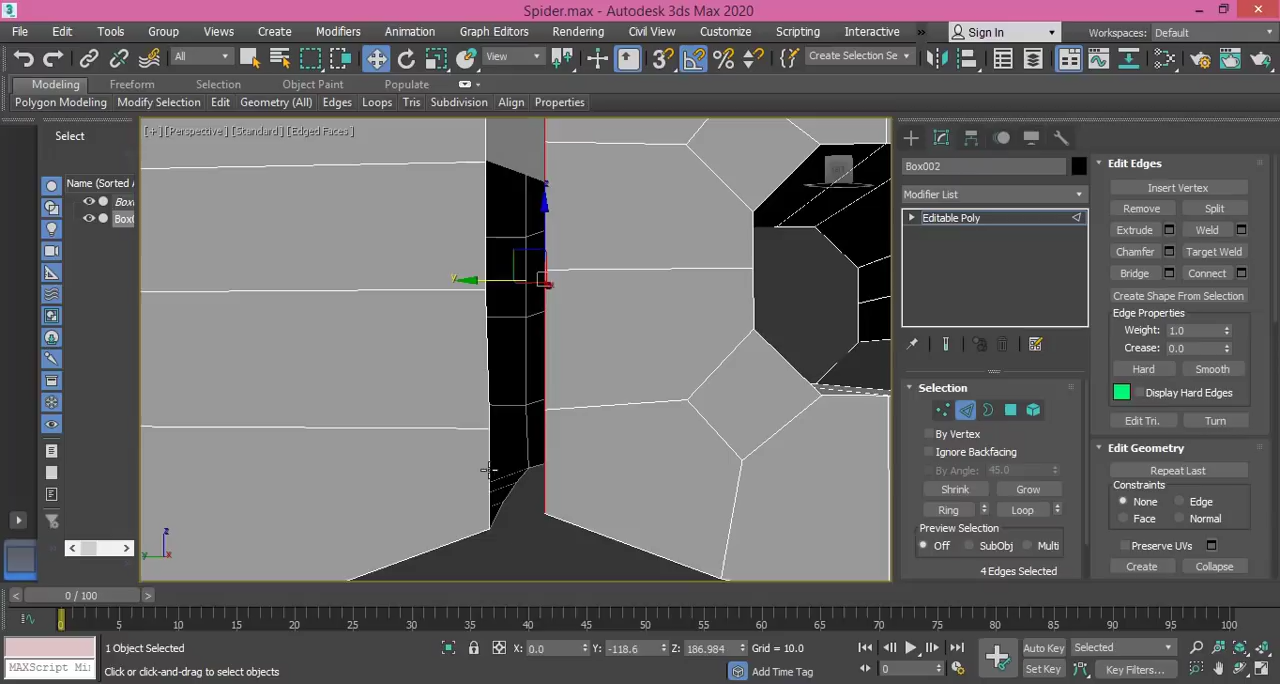 Spider.max - Autodesk 3ds Max 2020
File Edit Tools Group Views Create Modifiers Animation Graph Editors Rendering Civil View Customize Scripting Interactive Sign In Workspaces: Default
All View Create Selection Se
Modeling Freeform Selection Object Paint Populate
Polygon Modeling Modify Selection Edit Geometry (All) Edges Loops Tris Subdivision Align Properties
Select
Name (Sorted A
Box
Box
[+] [Perspective] [Standard] [Edged Faces]
z
y
z
y x
Box002
Modifier List
Editable Poly
Selection
By Vertex
Ignore Backfacing
By Angle: 45.0
Shrink Grow
Ring Loop
Preview Selection
Off SubObj Multi
4 Edges Selected
Edit Edges
Insert Vertex
Remove Split
Extrude Weld
Chamfer Target Weld
Bridge Connect
Create Shape From Selection
Edge Properties
Weight: 1.0
Crease: 0.0
Hard Smooth
Display Hard Edges
Edit Tri. Turn
Edit Geometry
Repeat Last
Constraints
None Edge
Face Normal
Preserve UVs
Create Collapse
< 0 / 100 >
0 5 10 15 20 25 30 35 40 45 50 55 60 65 70 75 80 85 90 95 100
1 Object Selected X: 0.0 Y: -118.6 Z: 186.984 Grid = 10.0 Auto Key Selected
MAXScript Mi Click or click-and-drag to select objects Add Time Tag 0 Set Key Key Filters...